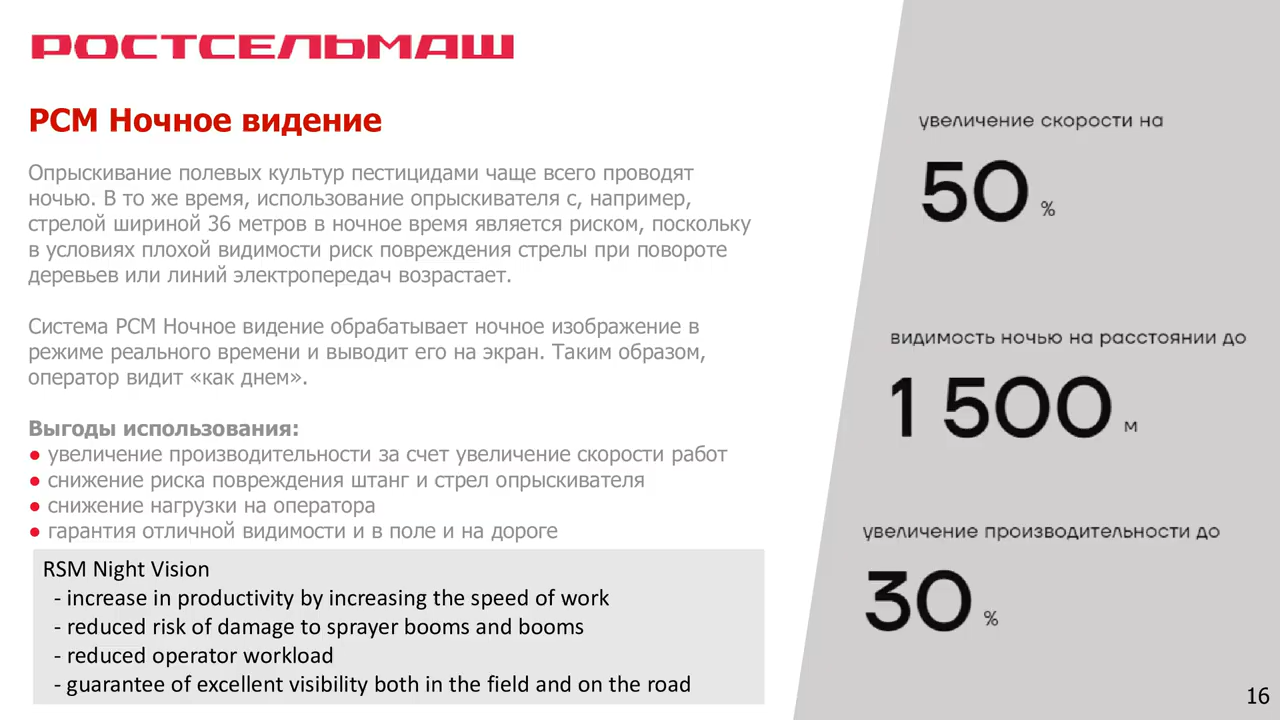 РОСТСЕЛЬМАШ
РСМ Ночное видение
Опрыскивание полевых культур пестицидами чаще всего проводят
ночью. В то же время, использование опрыскивателя с, например,
стрелой шириной 36 метров в ночное время является риском, поскольку
в условиях плохой видимости риск повреждения стрелы при повороте
деревьев или линий электропередач возрастает.
Система РСМ Ночное видение обрабатывает ночное изображение в
режиме реального времени и выводит его на экран. Таким образом,
оператор видит «как днем».
Выгоды использования:
● увеличение производительности за счет увеличение скорости работ
● снижение риска повреждения штанг и стрел опрыскивателя
● снижение нагрузки на оператора
● гарантия отличной видимости и в поле и на дороге
RSM Night Vision
- increase in productivity by increasing the speed of work
- reduced risk of damage to sprayer booms and booms
- reduced operator workload
- guarantee of excellent visibility both in the field and on the road
увеличение скорости на
50 %
видимость ночью на расстоянии до
1 500 м
увеличение производительности до
30 %
16